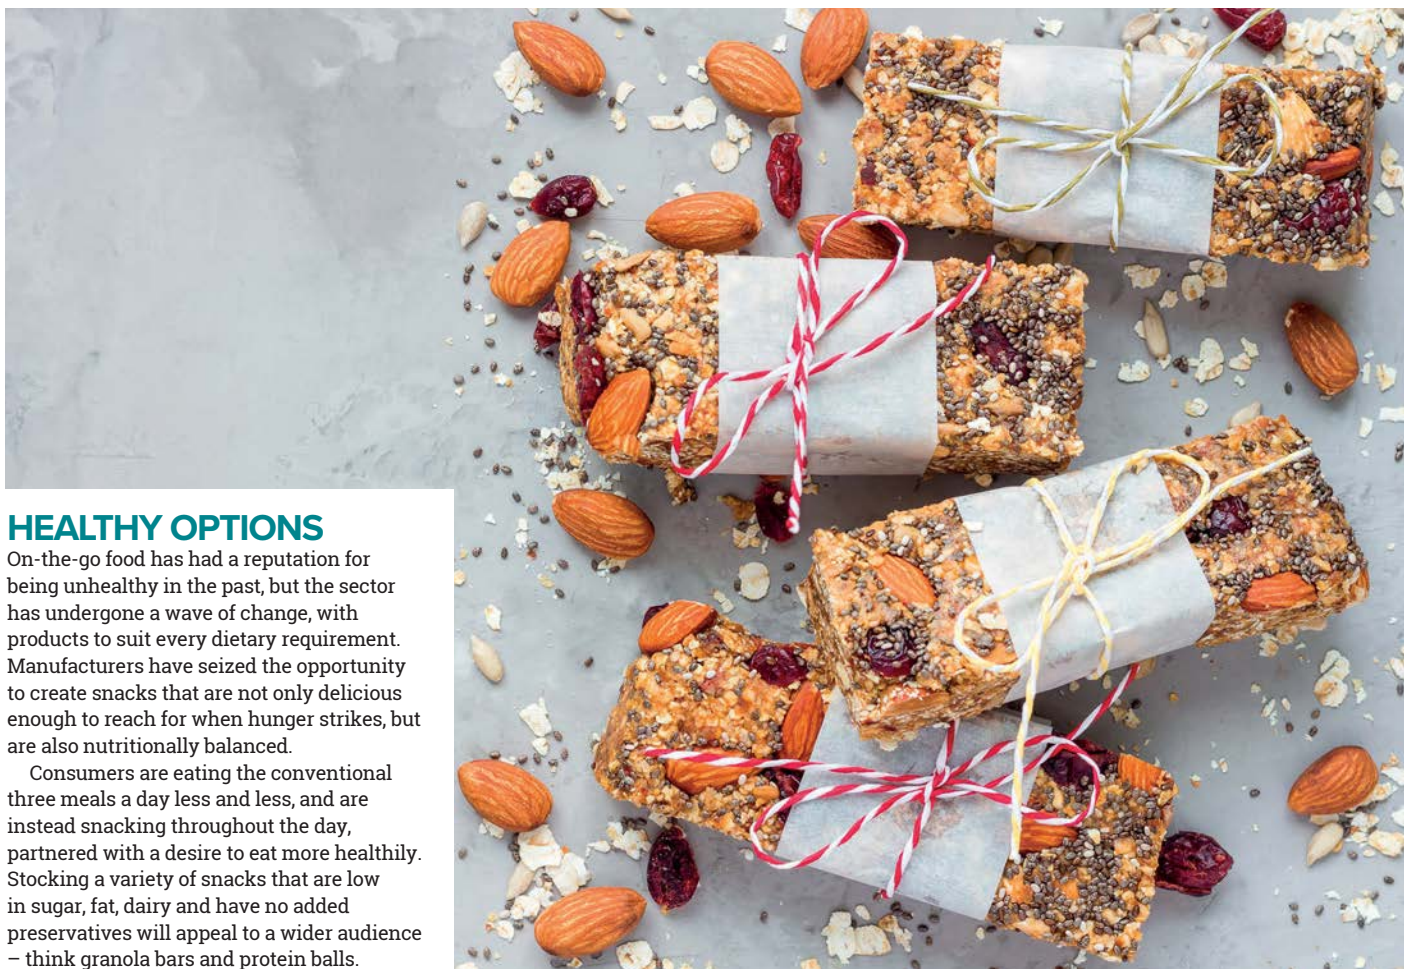 HEALTHY OPTIONS
On-the-go food has had a reputation for
being unhealthy in the past, but the sector
has undergone a wave of change, with
products to suit every dietary requirement.
Manufacturers have seized the opportunity
to create snacks that are not only delicious
enough to reach for when hunger strikes, but
are also nutritionally balanced.
Consumers are eating the conventional
three meals a day less and less, and are
instead snacking throughout the day,
partnered with a desire to eat more healthily.
Stocking a variety of snacks that are low
in sugar, fat, dairy and have no added
preservatives will appeal to a wider audience
– think granola bars and protein balls.